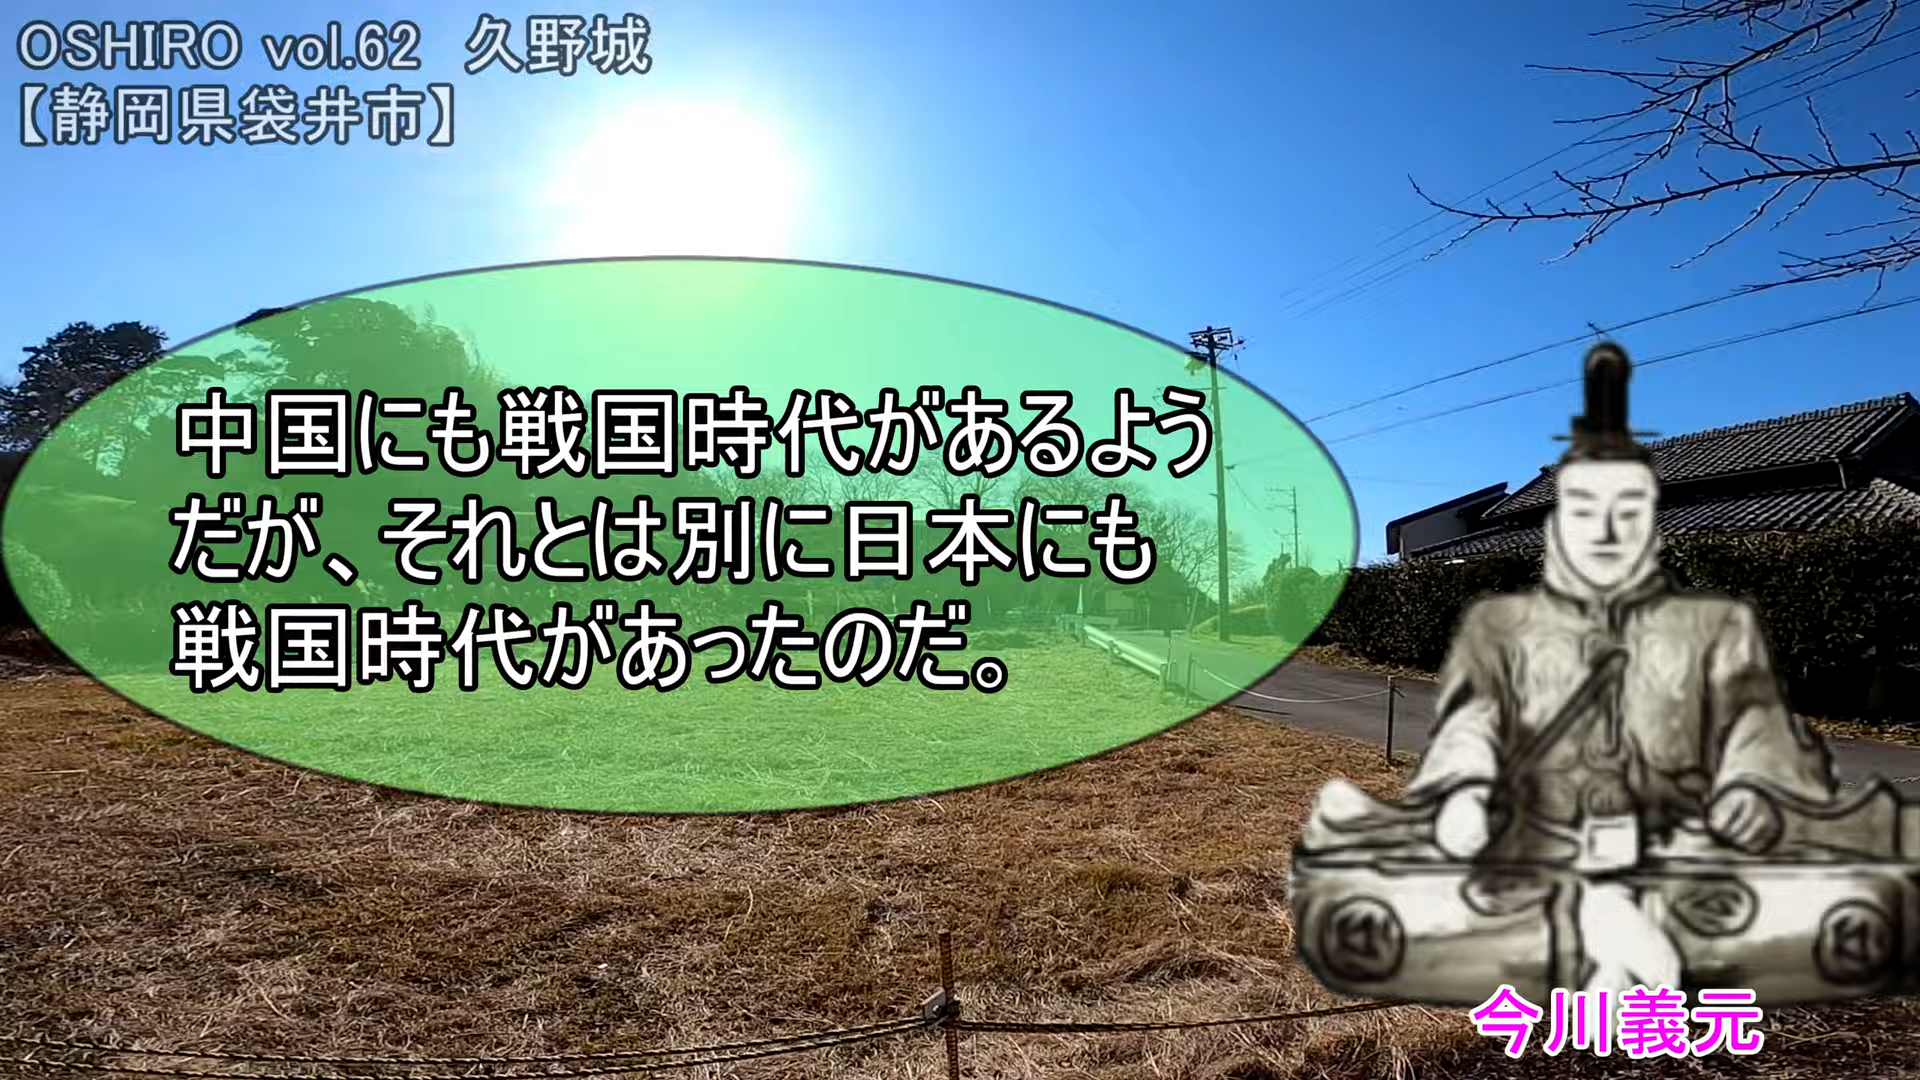 OSHIRO vol.62　久野城
【静岡県袋井市】
中国にも戦国時代があるよう
だが、それとは別に日本にも
戦国時代があったのだ。
今川義元